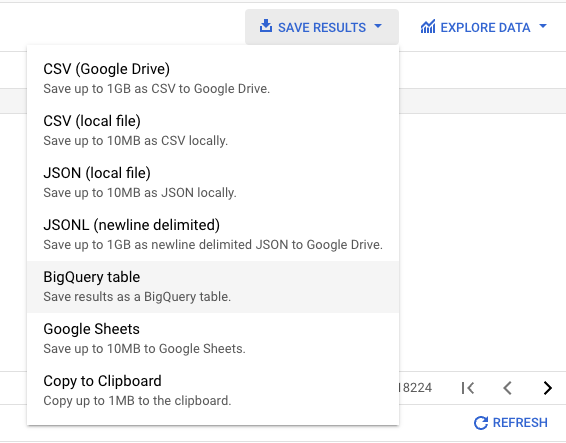 SAVE RESULTS EXPLORE DATA
CSV (Google Drive)
Save up to 1GB as CSV to Google Drive.
CSV (local file)
Save up to 10MB as CSV locally.
JSON (local file)
Save up to 10MB as JSON locally.
JSONL (newline delimited)
Save up to 1GB as newline delimited JSON to Google Drive.
BigQuery table
Save results as a BigQuery table.
Google Sheets
Save up to 10MB to Google Sheets.
Copy to Clipboard
Copy up to 1MB to the clipboard.
18224
REFRESH